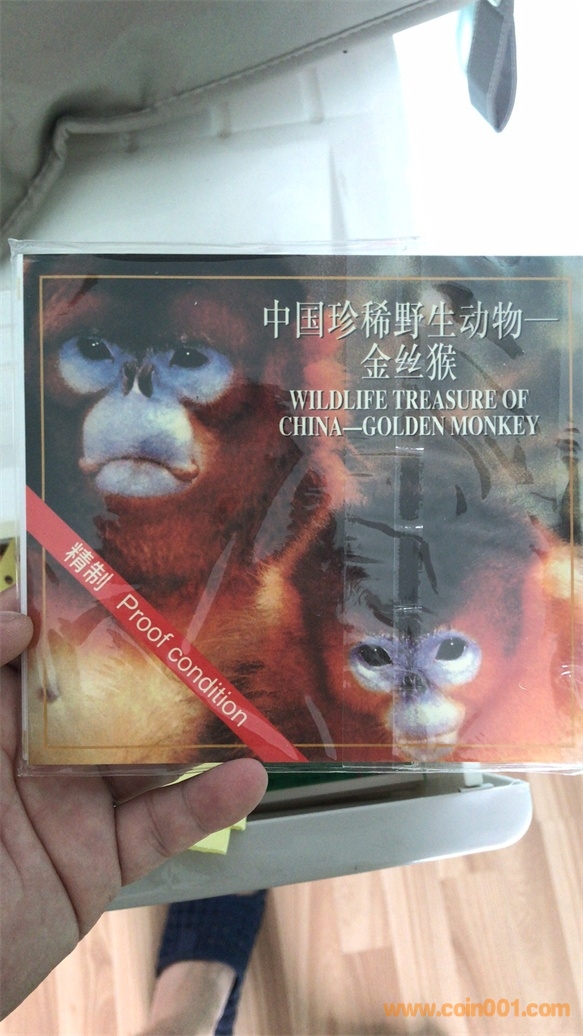 中国珍稀野生动物—
金丝猴
WILDLIFE TREASURE OF
CHINA—GOLDEN MONKEY
精制 Proof condition
www.coin001.com